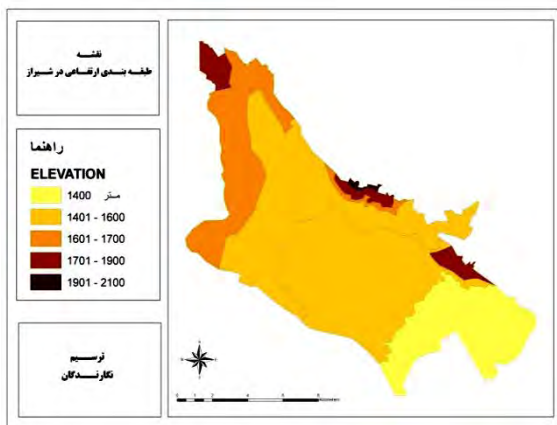 نقشه
طبقه بندی ارتفاعی در شیراز
راهنما
ELEVATION
1400 متر
1401 - 1600
1601 - 1700
1701 - 1900
1901 - 2100
ترسیم
نگارندگان